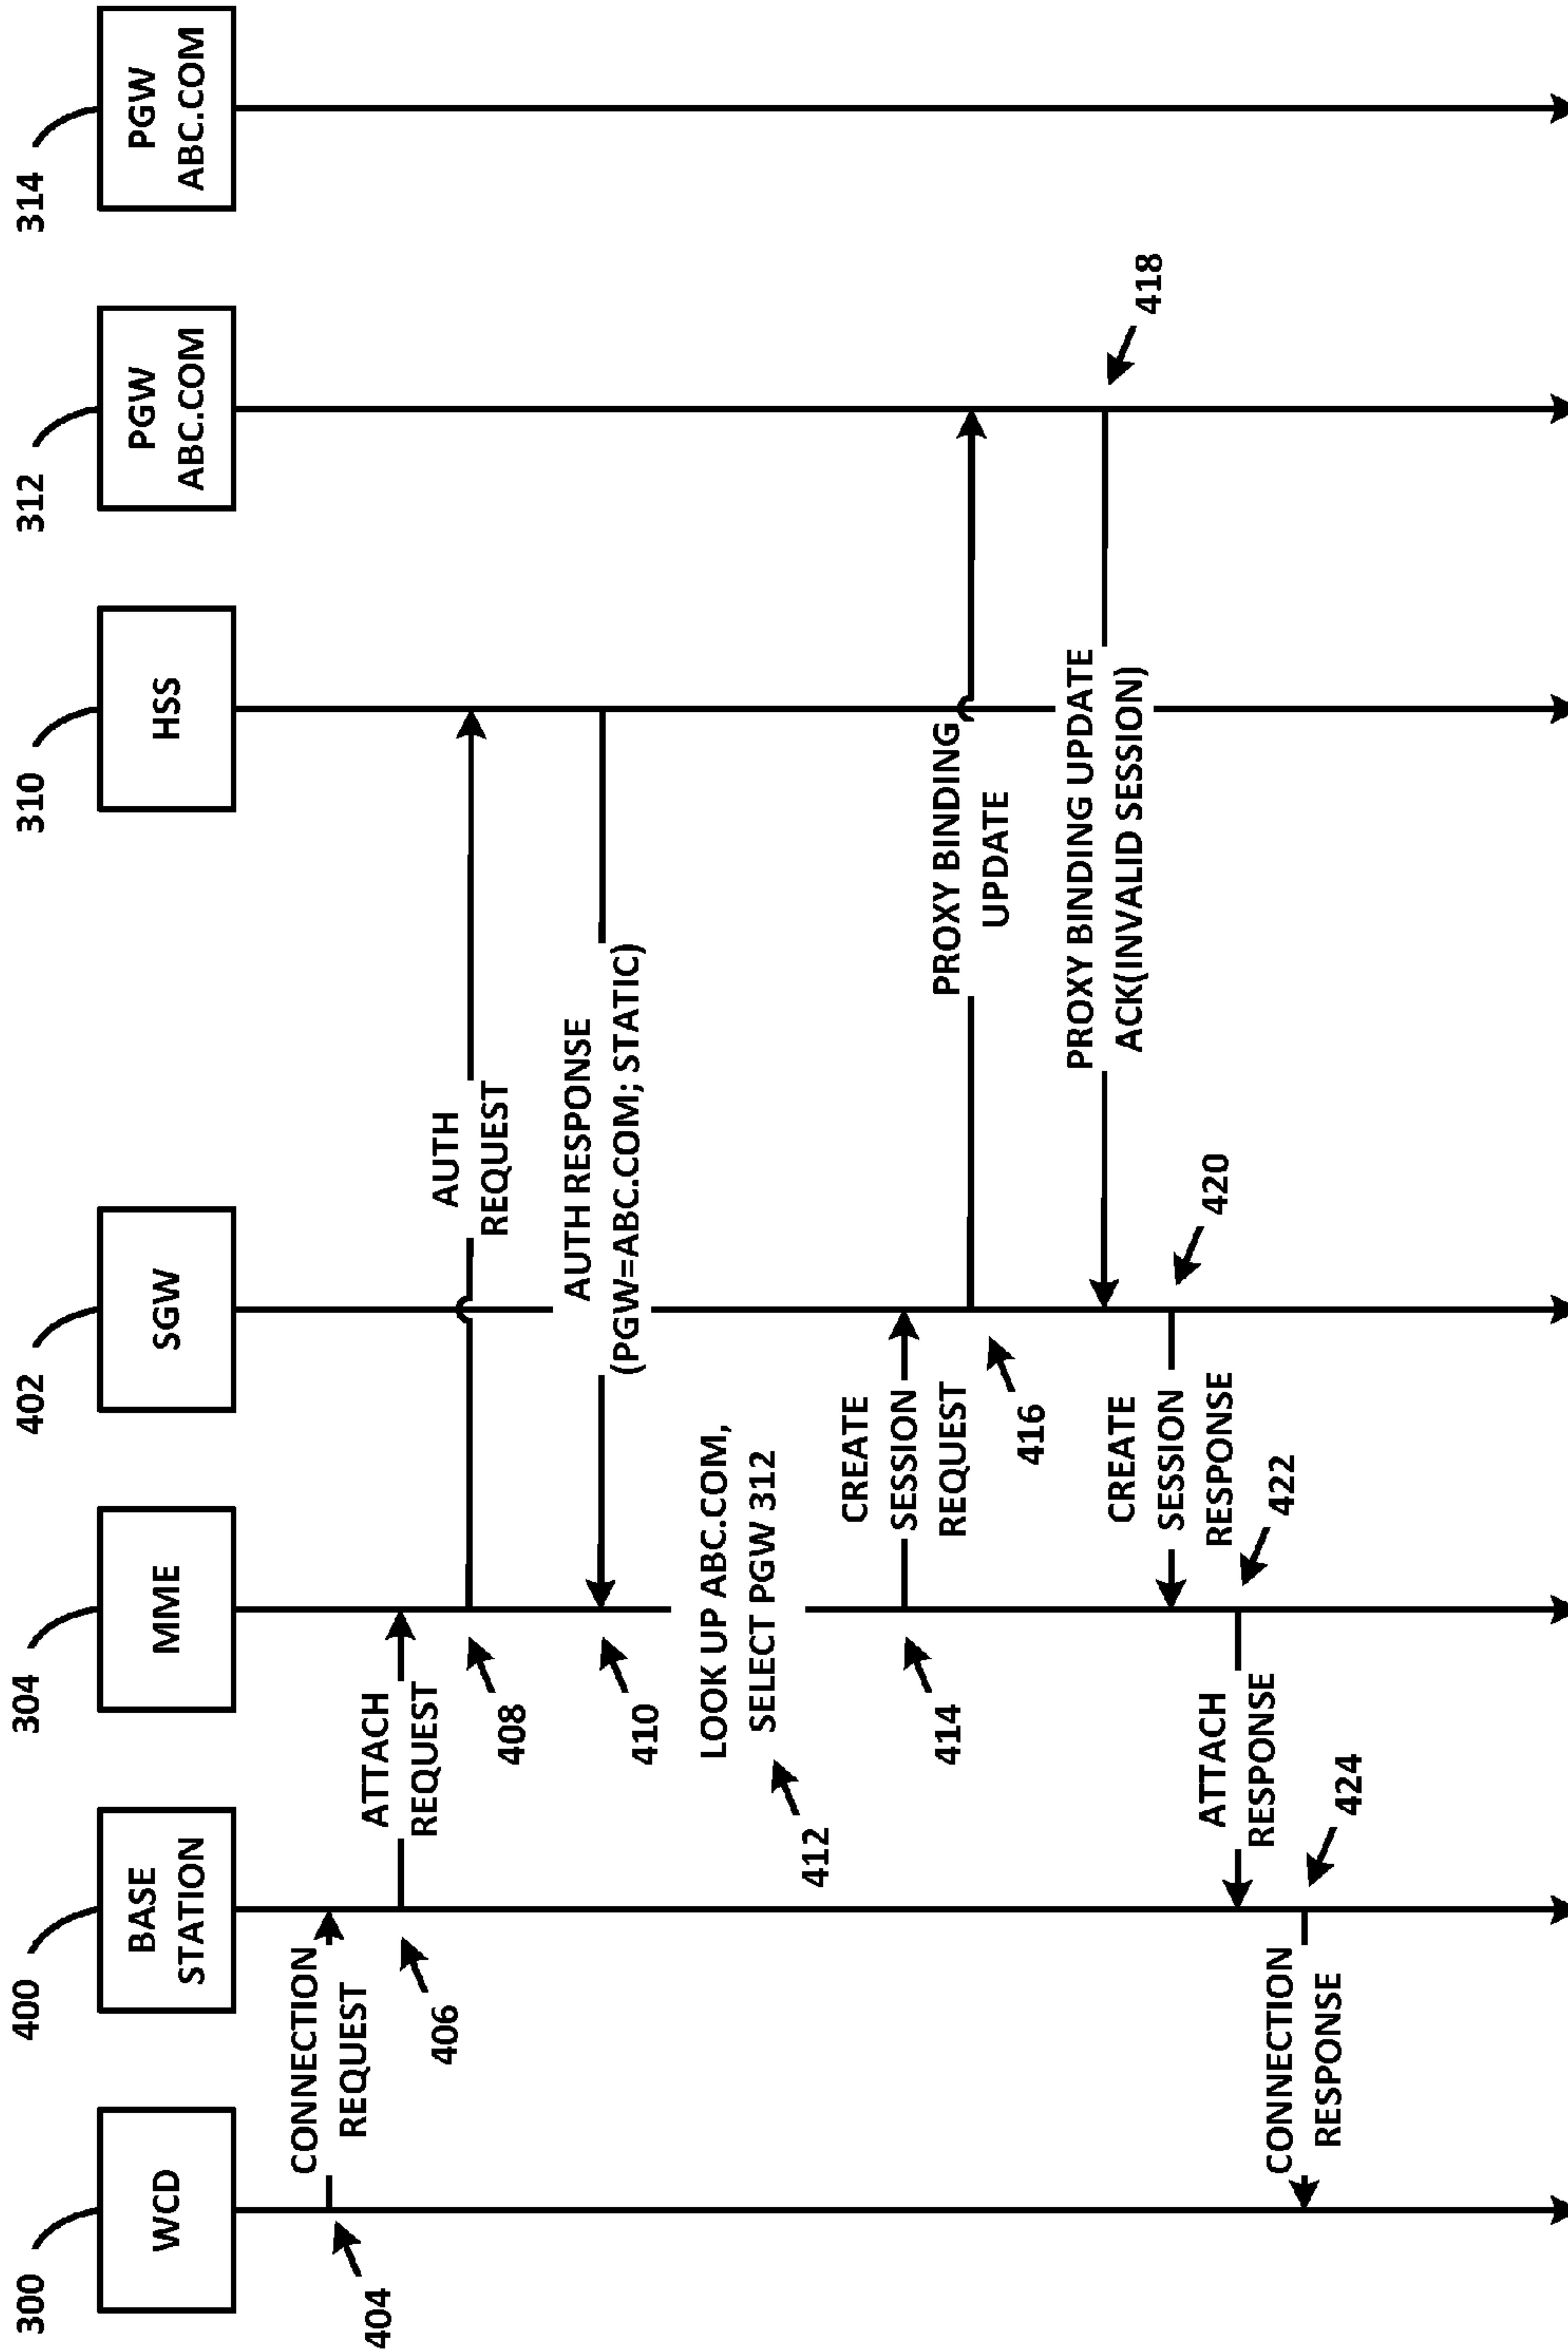 300
400
304
402
310
312
314
WCD
BASE
STATION
MME
SGW
HSS
PGW
ABC.COM
PGW
ABC.COM
404
CONNECTION
REQUEST
406
ATTACH
REQUEST
408
AUTH
REQUEST
410
AUTH RESPONSE
(PGW=ABC.COM; STATIC)
412
LOOK UP ABC.COM,
SELECT PGW 312
414
CREATE
SESSION
REQUEST
416
PROXY BINDING
UPDATE
PROXY BINDING UPDATE
ACK(INVALID SESSION)
418
CREATE
SESSION
RESPONSE
420
ATTACH
RESPONSE
422
CONNECTION
RESPONSE
424